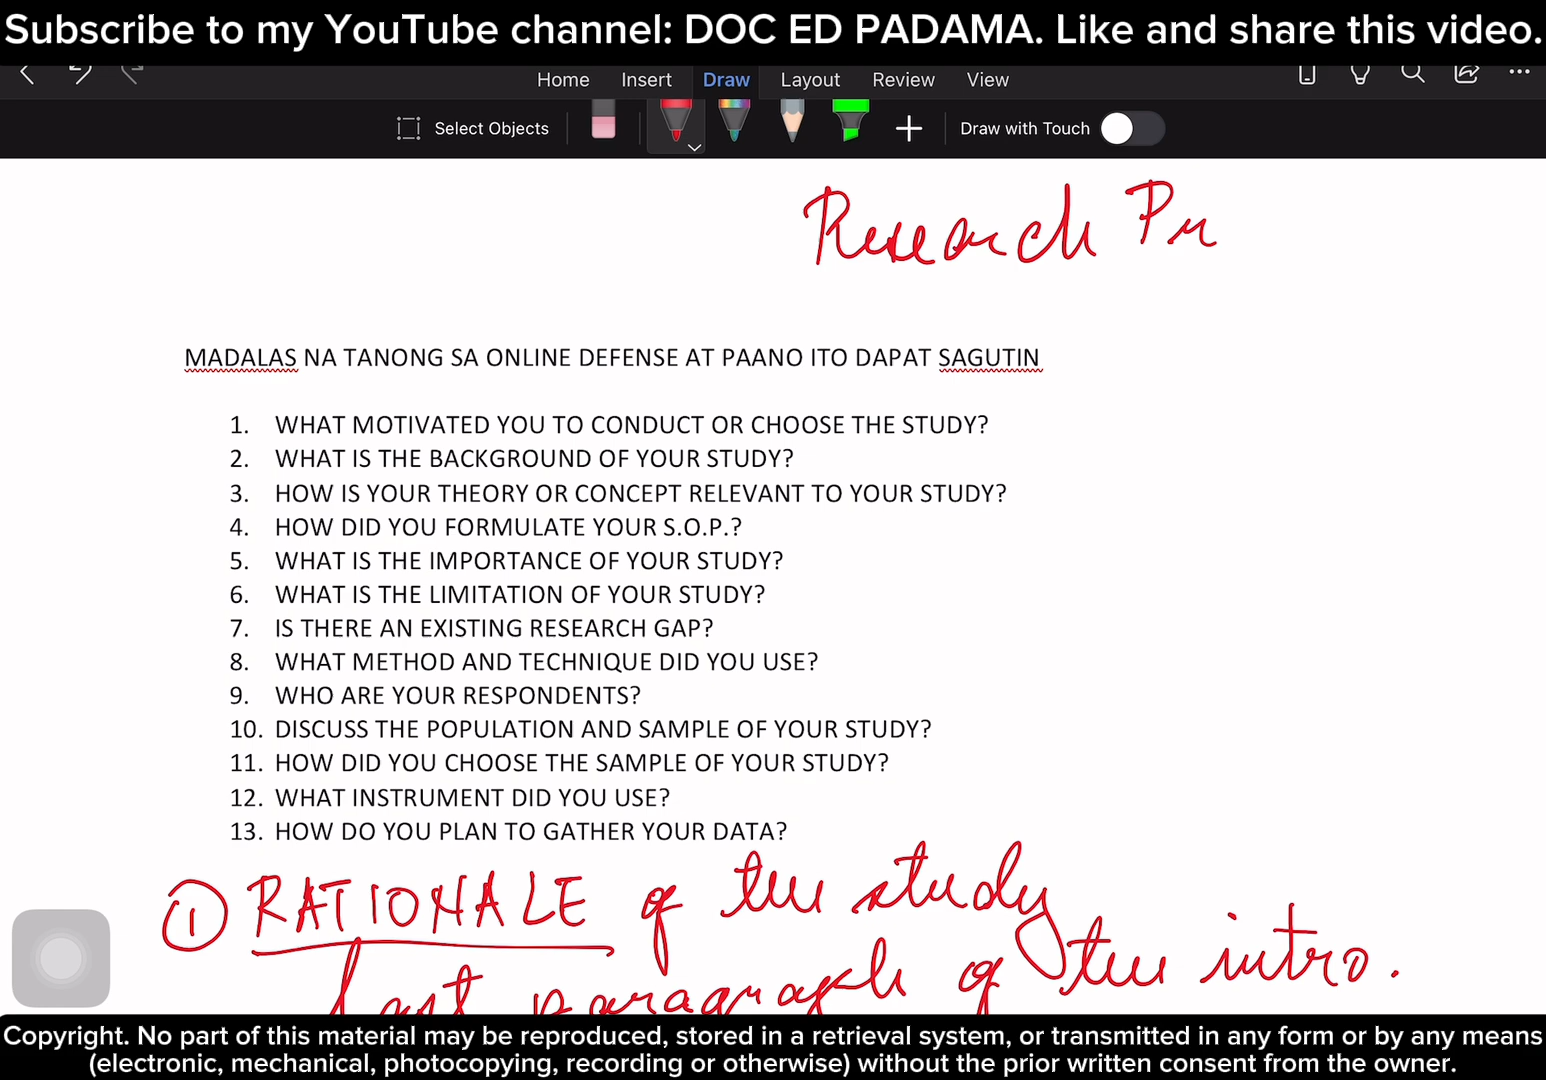 Subscribe to my YouTube channel: DOC ED PADAMA. Like and share this video.
Home Insert Draw Layout Review View
Select Objects Draw with Touch
Research Pr
MADALAS NA TANONG SA ONLINE DEFENSE AT PAANO ITO DAPAT SAGUTIN
1. WHAT MOTIVATED YOU TO CONDUCT OR CHOOSE THE STUDY?
2. WHAT IS THE BACKGROUND OF YOUR STUDY?
3. HOW IS YOUR THEORY OR CONCEPT RELEVANT TO YOUR STUDY?
4. HOW DID YOU FORMULATE YOUR S.O.P.?
5. WHAT IS THE IMPORTANCE OF YOUR STUDY?
6. WHAT IS THE LIMITATION OF YOUR STUDY?
7. IS THERE AN EXISTING RESEARCH GAP?
8. WHAT METHOD AND TECHNIQUE DID YOU USE?
9. WHO ARE YOUR RESPONDENTS?
10. DISCUSS THE POPULATION AND SAMPLE OF YOUR STUDY?
11. HOW DID YOU CHOOSE THE SAMPLE OF YOUR STUDY?
12. WHAT INSTRUMENT DID YOU USE?
13. HOW DO YOU PLAN TO GATHER YOUR DATA?
1 RATIONALE of the study
last paragraph of the intro.
Copyright. No part of this material may be reproduced, stored in a retrieval system, or transmitted in any form or by any means
(electronic, mechanical, photocopying, recording or otherwise) without the prior written consent from the owner.